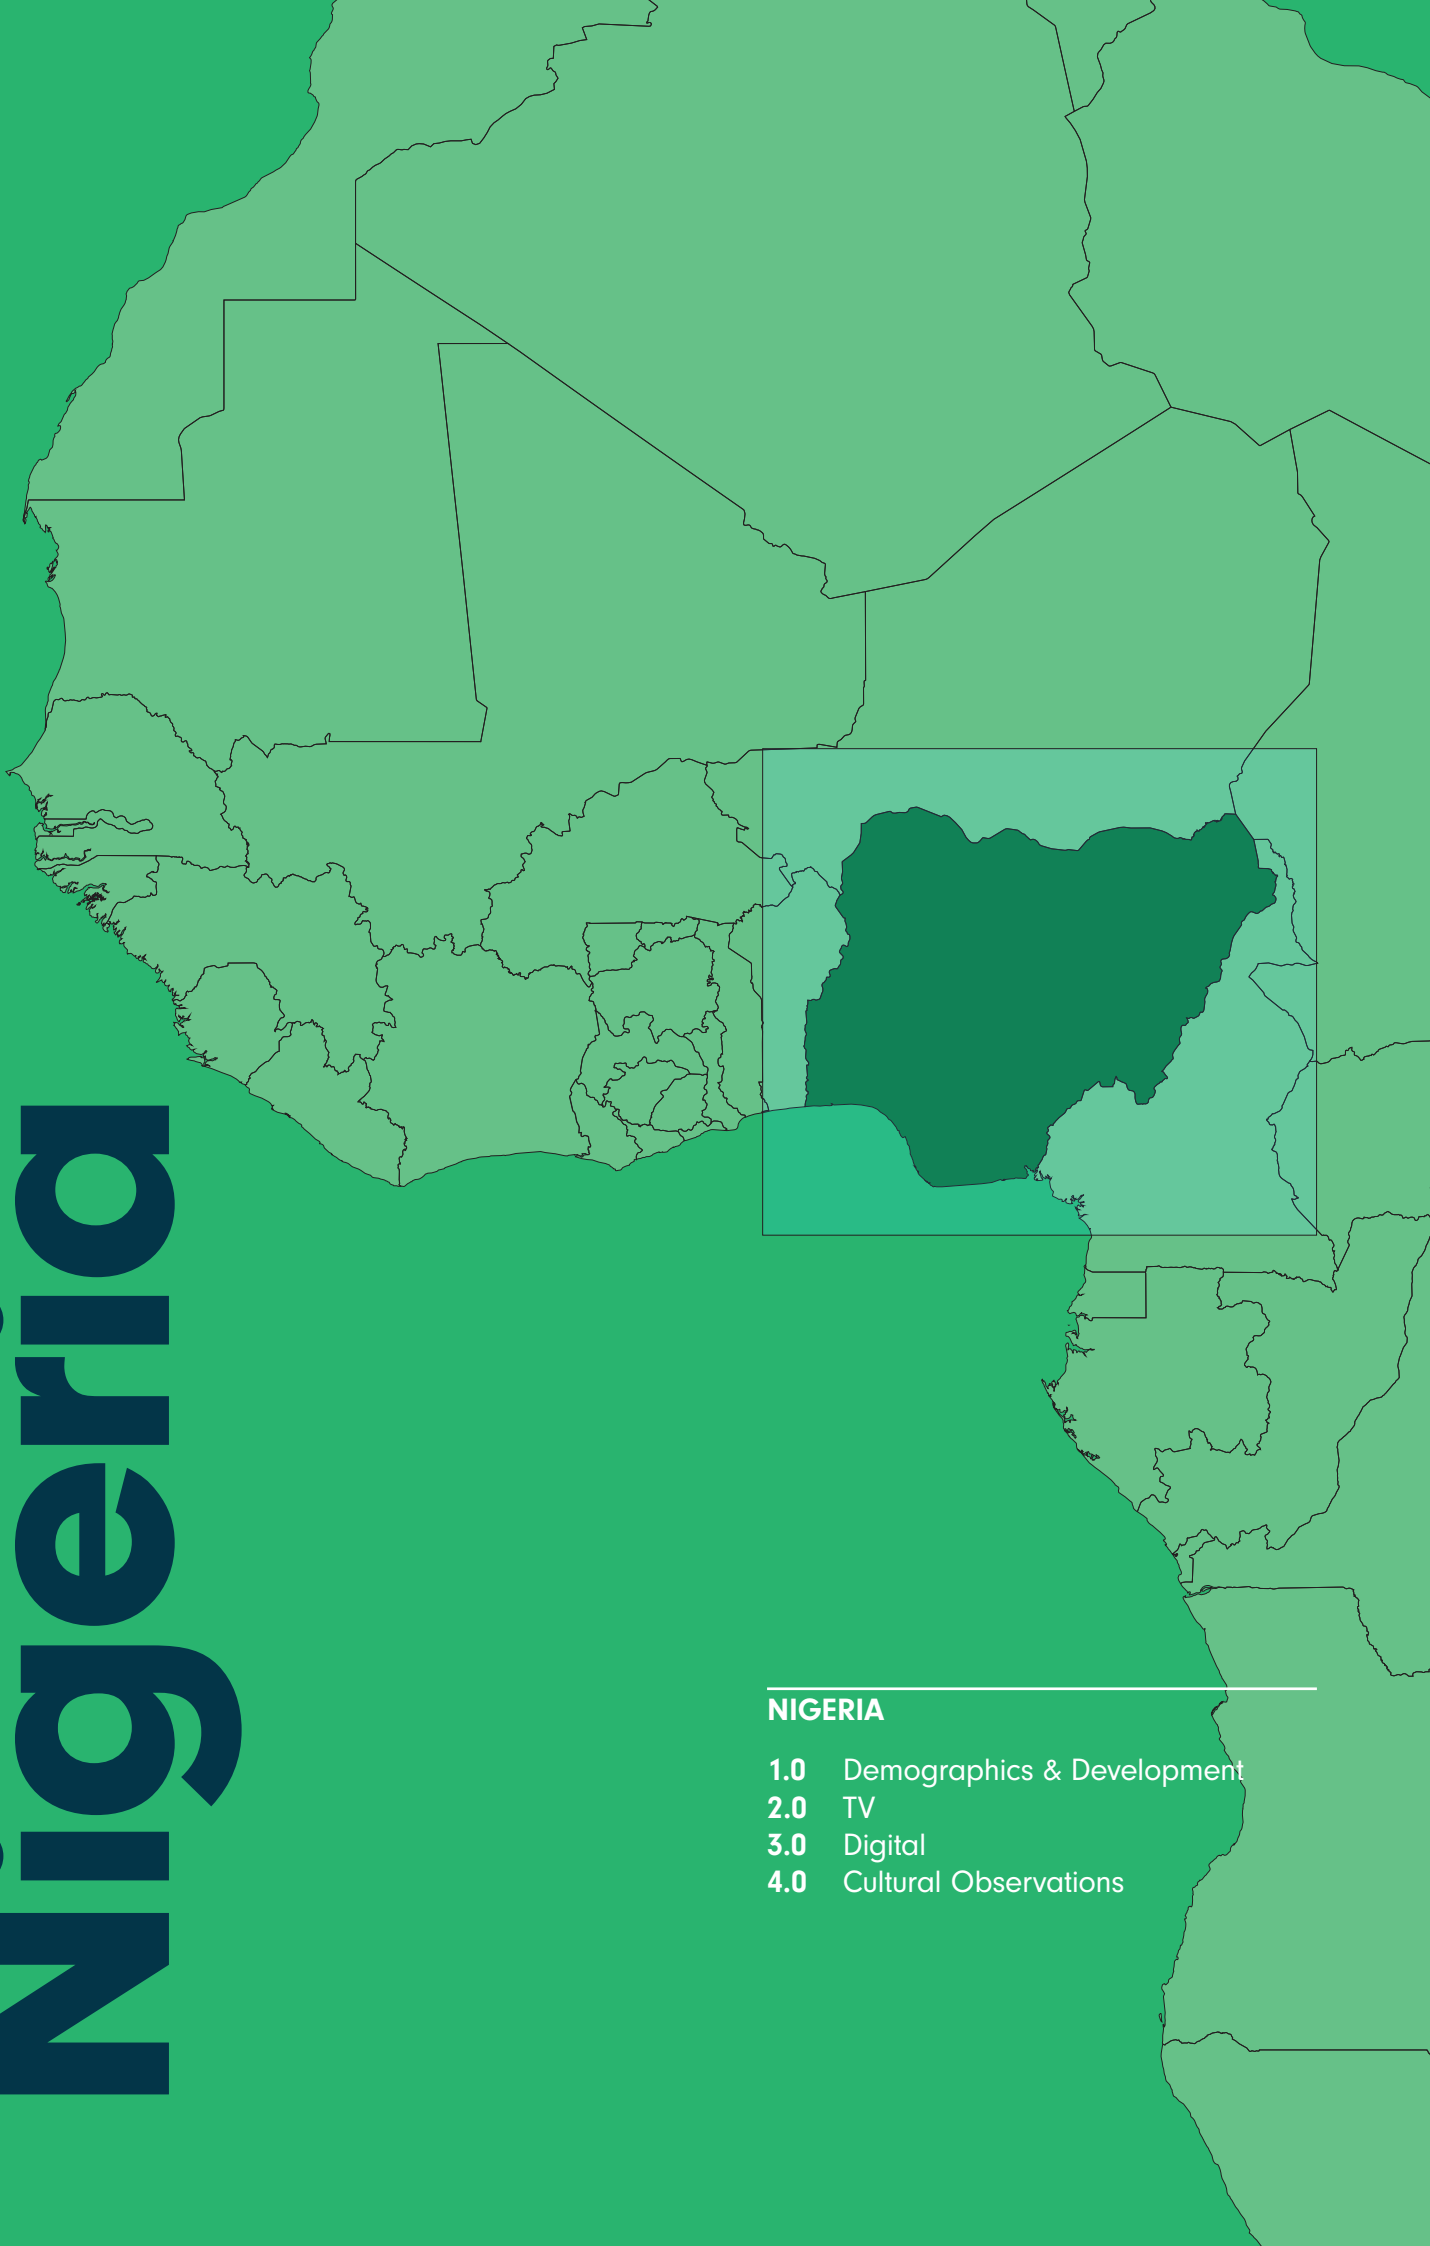 Nigeria
NIGERIA
1.0 Demographics & Development
2.0 TV
3.0 Digital
4.0 Cultural Observations